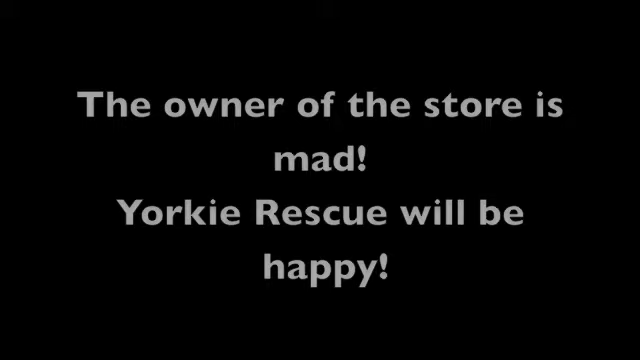 The owner of the store is
mad!
Yorkie Rescue will be
happy!